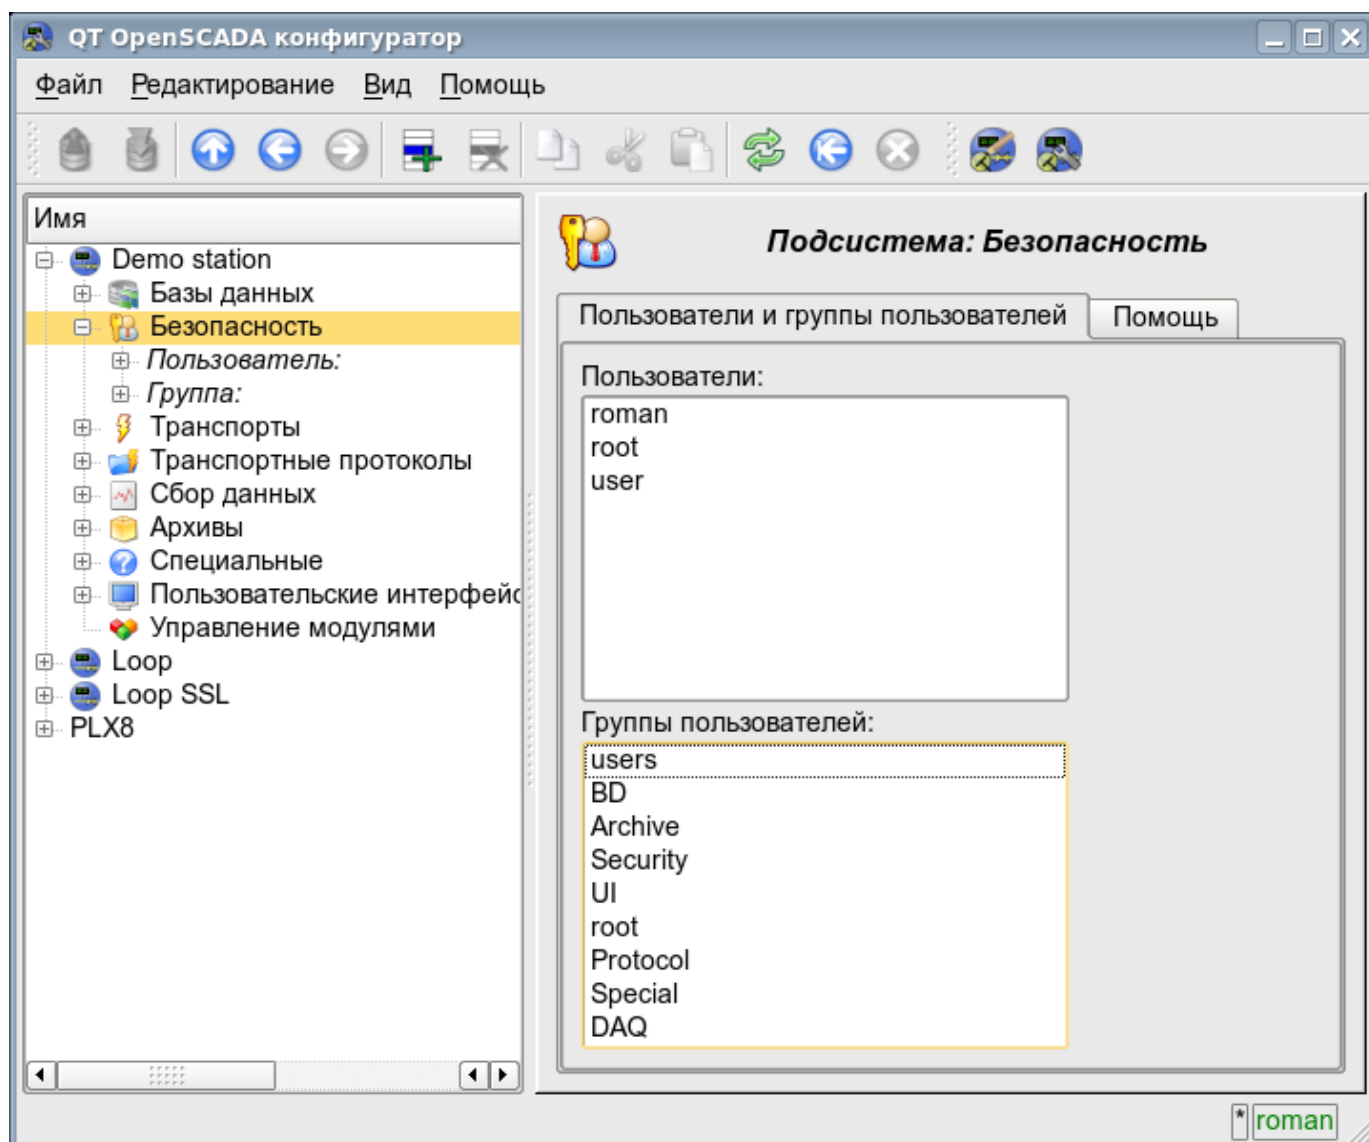 QT OpenSCADA конфигуратор
Файл Редактирование Вид Помощь
Имя
Demo station
Базы данных
Безопасность
Пользователь:
Группа:
Транспорты
Транспортные протоколы
Сбор данных
Архивы
Специальные
Пользовательские интерфейс
Управление модулями
Loop
Loop SSL
PLX8
Подсистема: Безопасность
Пользователи и группы пользователей Помощь
Пользователи:
roman
root
user
Группы пользователей:
users
BD
Archive
Security
UI
root
Protocol
Special
DAQ
* roman